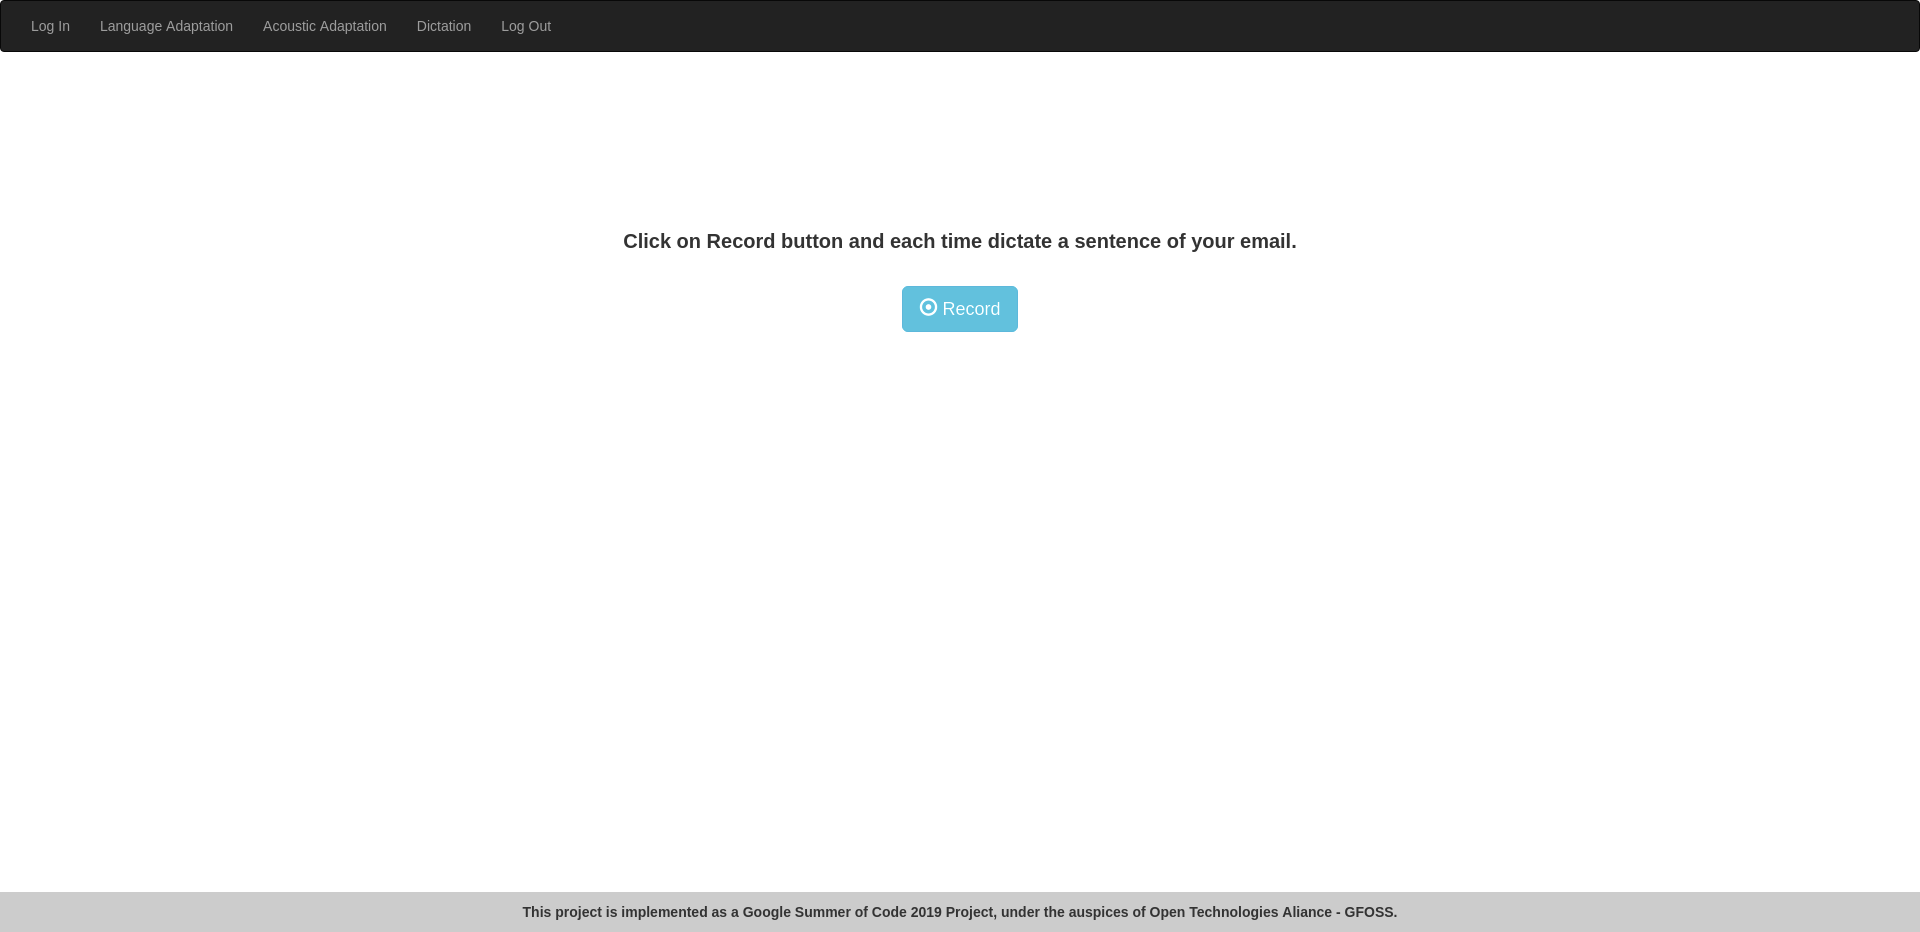 Log In Language Adaptation Acoustic Adaptation Dictation Log Out
Click on Record button and each time dictate a sentence of your email.
Record
This project is implemented as a Google Summer of Code 2019 Project, under the auspices of Open Technologies Aliance - GFOSS.